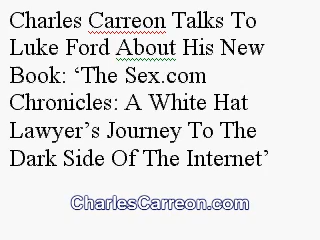 Charles Carreon Talks To
Luke Ford About His New
Book: ‘The Sex.com
Chronicles: A White Hat
Lawyer’s Journey To The
Dark Side Of The Internet’
CharlesCarreon.com